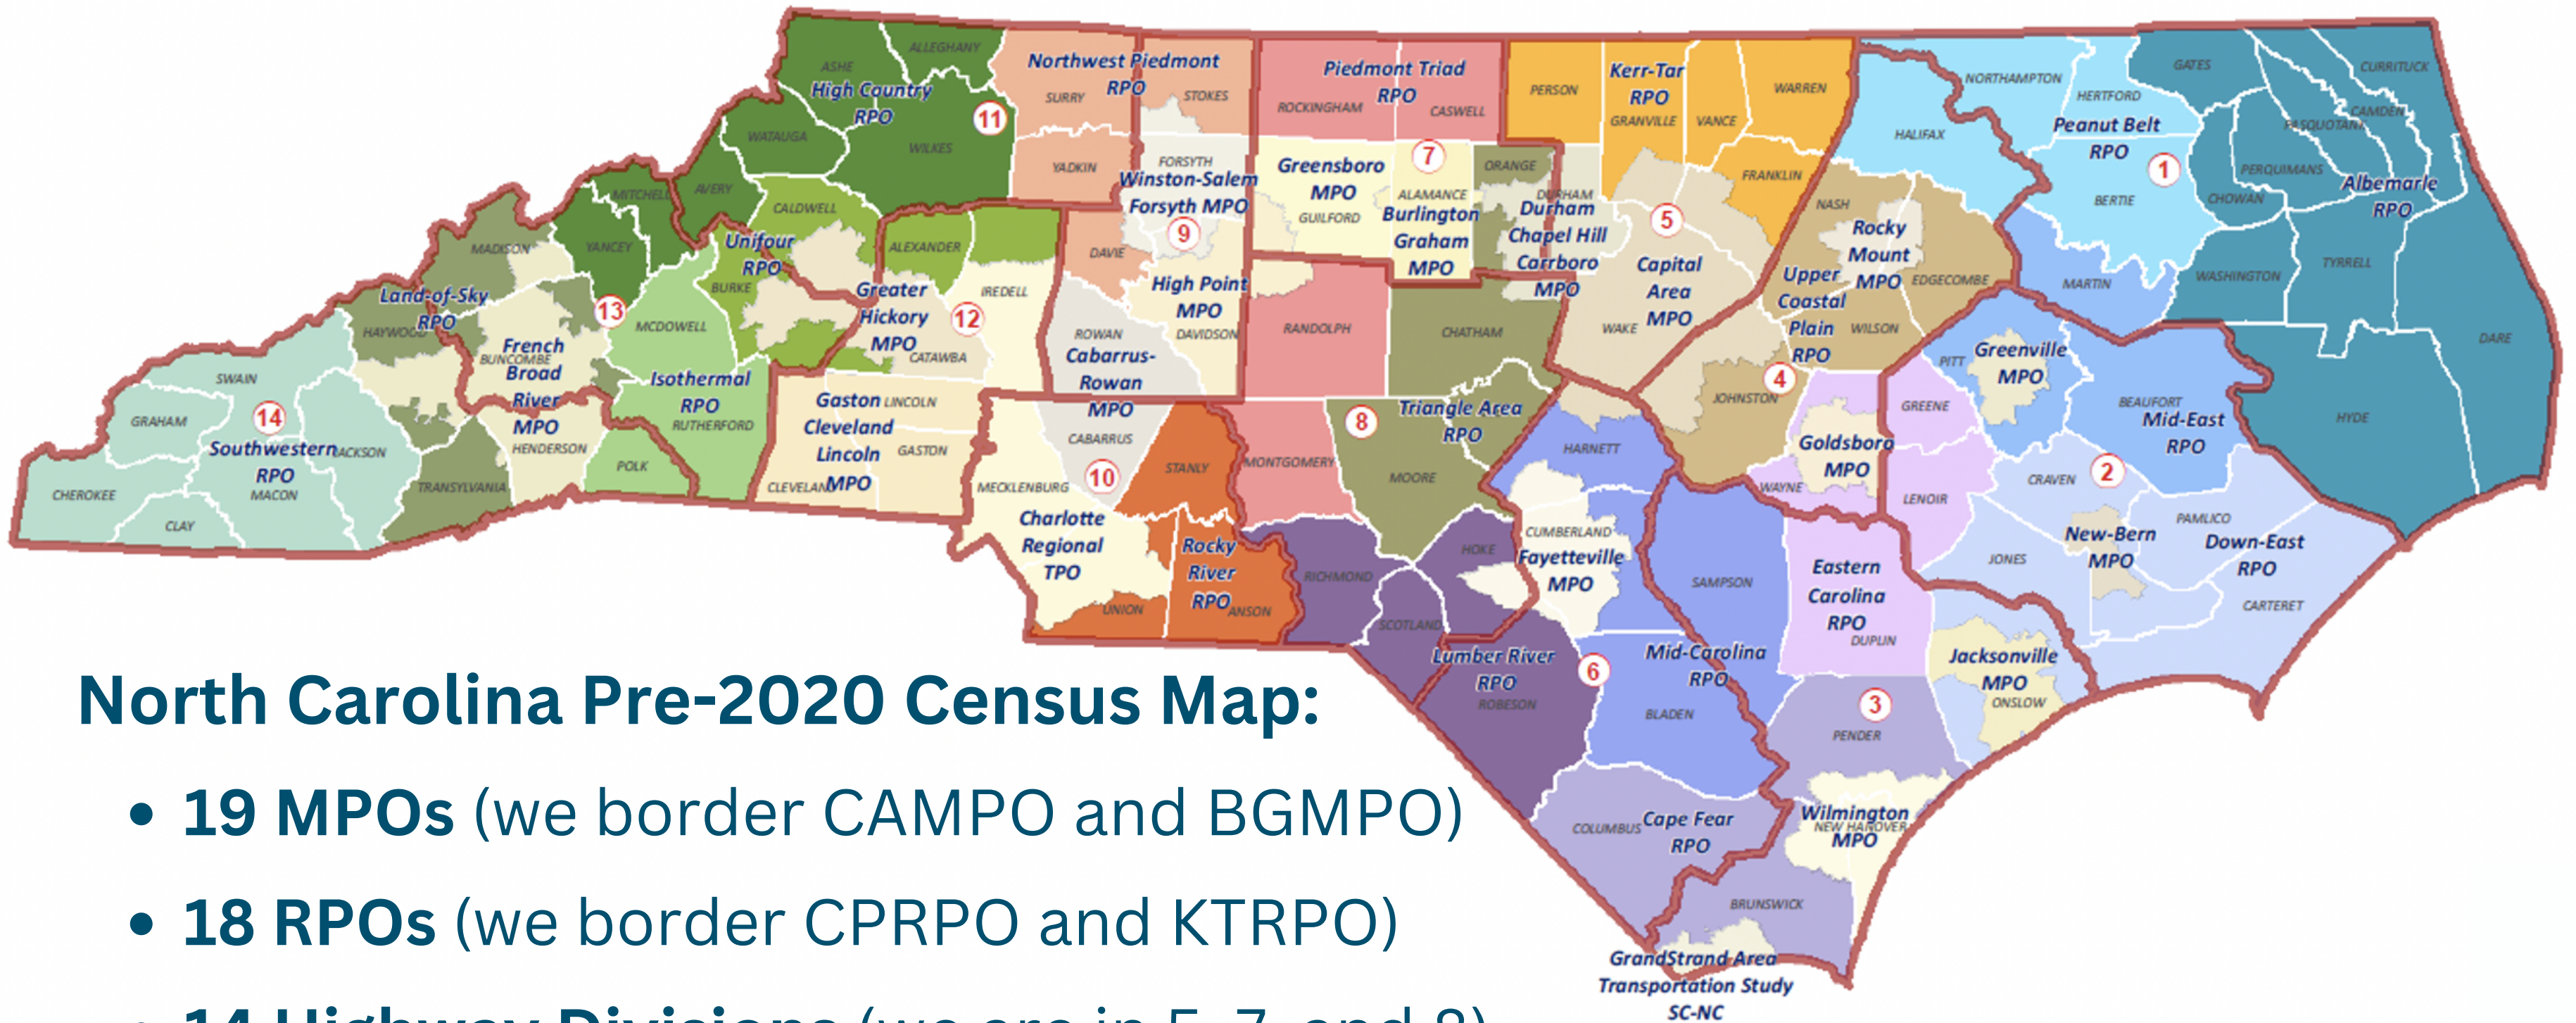 ALLEGHANY
ASHE
High Country
RPO
11
WATAUGA
WILKES
AVERY
MITCHELL
YANCEY
Northwest Piedmont
RPO
SURRY
STOKES
YADKIN
FORSYTH
Winston-Salem
Forsyth MPO
9
DAVIE
High Point
MPO
DAVIDSON
Piedmont Triad
RPO
ROCKINGHAM
CASWELL
7
Greensboro
MPO
GUILFORD
ALAMANCE
Burlington
Graham
MPO
ORANGE
DURHAM
Durham
Chapel Hill
Carrboro
MPO
PERSON
Kerr-Tar
RPO
GRANVILLE
VANCE
WARREN
FRANKLIN
5
Capital
Area
MPO
WAKE
HALIFAX
NORTHAMPTON
HERTFORD
Peanut Belt
RPO
1
BERTIE
MARTIN
GATES
CURRITUCK
CAMDEN
PASQUOTANK
PERQUIMANS
CHOWAN
Albemarle
RPO
WASHINGTON
TYRRELL
DARE
HYDE
NASH
Rocky
Mount
MPO
EDGECOMBE
Upper
Coastal
Plain
RPO
WILSON
4
JOHNSTON
MADISON
Land-of-Sky
RPO
HAYWOOD
13
French
BUNCOMBE
Broad
River
MPO
HENDERSON
TRANSYLVANIA
CALDWELL
Unifour
RPO
BURKE
ALEXANDER
Greater
Hickory
MPO
12
IREDELL
CATAWBA
MCDOWELL
Isothermal
RPO
RUTHERFORD
POLK
SWAIN
GRAHAM
14
Southwestern
RPO
JACKSON
MACON
CHEROKEE
CLAY
Gaston
LINCOLN
Cleveland
Lincoln
GASTON
CLEVELAND
MPO
ROWAN
Cabarrus-
Rowan
MPO
CABARRUS
10
STANLY
MECKLENBURG
Charlotte
Regional
TPO
Rocky
River
RPO
UNION
ANSON
RANDOLPH
CHATHAM
8
Triangle Area
RPO
MONTGOMERY
MOORE
RICHMOND
HOKE
SCOTLAND
Lumber River
RPO
ROBESON
6
HARNETT
CUMBERLAND
Fayetteville
MPO
SAMPSON
Mid-Carolina
RPO
BLADEN
PITT
Greenville
MPO
GREENE
BEAUFORT
Mid-East
RPO
Goldsboro
MPO
WAYNE
LENOIR
CRAVEN
2
PAMLICO
New-Bern
MPO
Down-East
RPO
JONES
CARTERET
Eastern
Carolina
RPO
DUPLIN
Jacksonville
MPO
ONSLOW
3
PENDER
COLUMBUS
Cape Fear
RPO
Wilmington
NEW HANOVER
MPO
BRUNSWICK
GrandStrand Area
Transportation Study
SC-NC
North Carolina Pre-2020 Census Map:
• 19 MPOs (we border CAMPO and BGMPO)
• 18 RPOs (we border CPRPO and KTRPO)
• 14 Highway Divisions (we are in 5, 7, and 8)